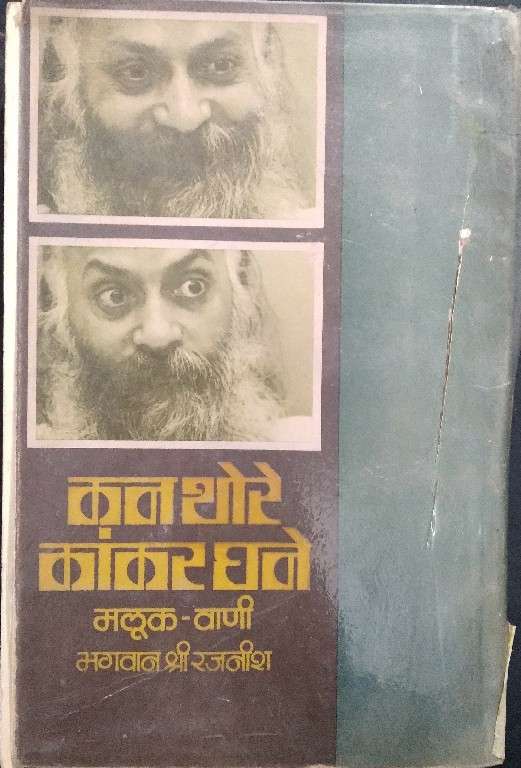 कन थोरे
कांकर घने
मलूक-वाणी
भगवान श्री रजनीश